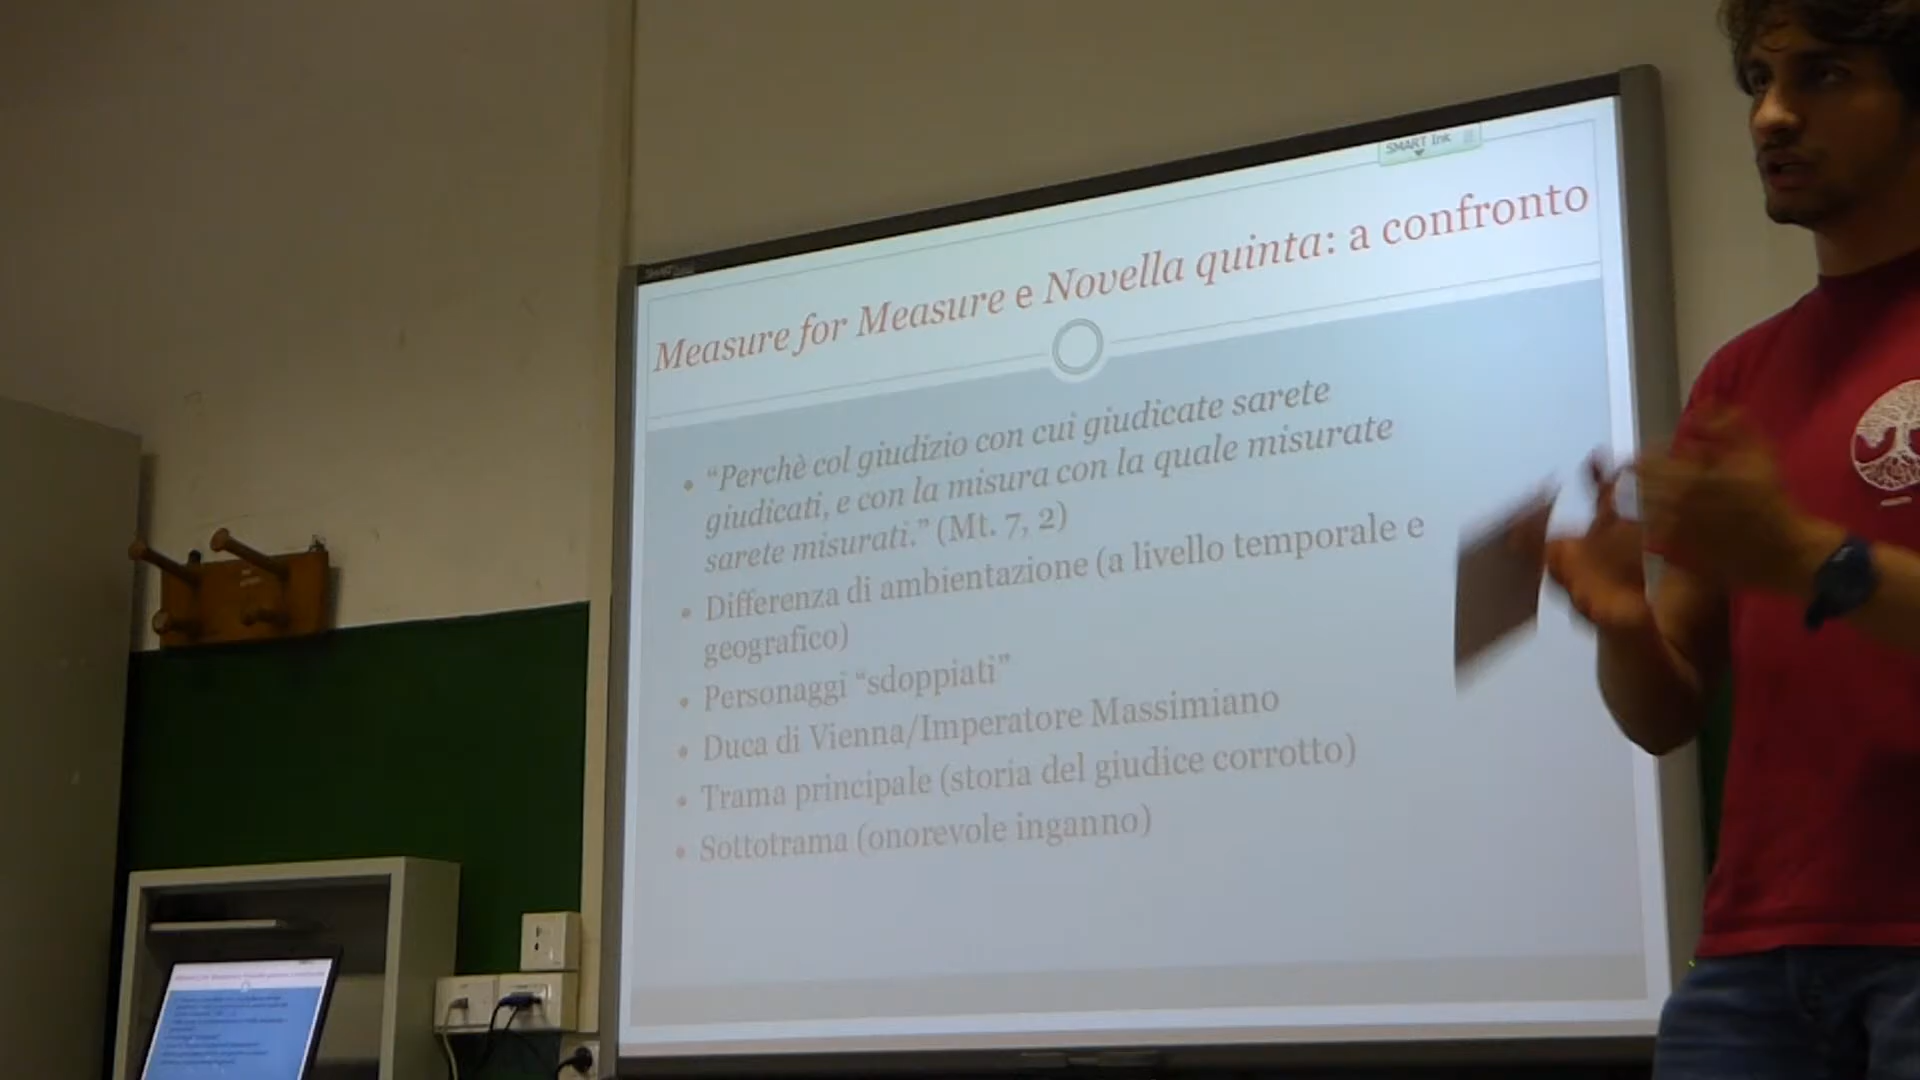 SMART Ink
Measure for Measure e Novella quinta: a confronto
• “Perchè col giudizio con cui giudicate sarete
giudicati, e con la misura con la quale misurate
sarete misurati.” (Mt. 7, 2)
• Differenza di ambientazione (a livello temporale e
geografico)
• Personaggi “sdoppiati”
• Duca di Vienna/Imperatore Massimiano
• Trama principale (storia del giudice corrotto)
• Sottotrama (onorevole inganno)